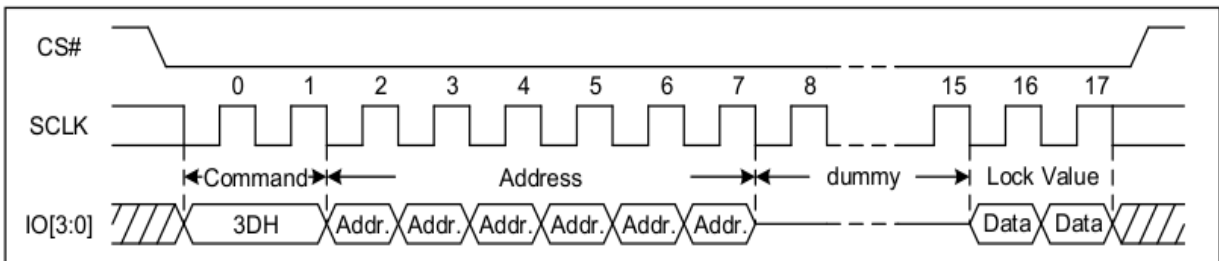 CS#
0 1 2 3 4 5 6 7 8 15 16 17
SCLK
Command Address dummy Lock Value
IO[3:0] 3DH Addr. Addr. Addr. Addr. Addr. Addr. Data Data